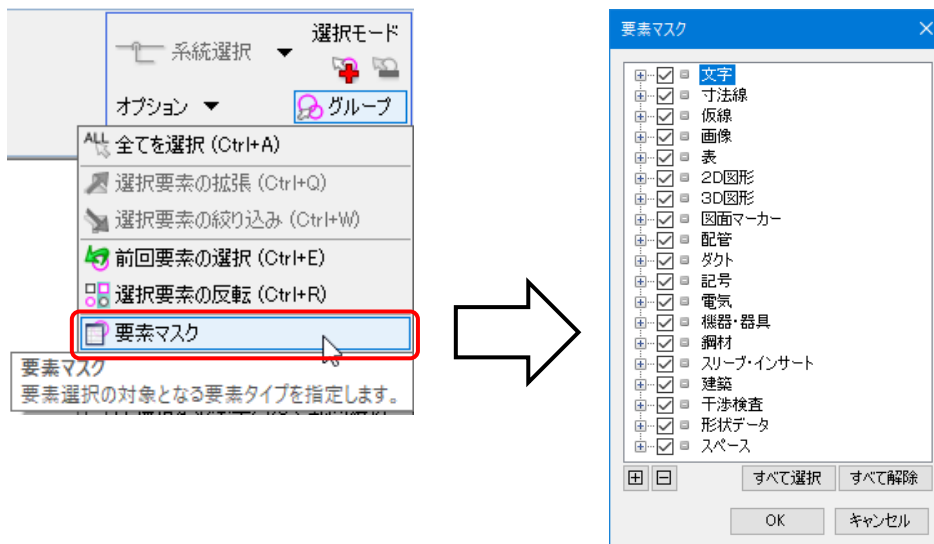 系統選択
選択モード
オプション
グループ
ALL 全てを選択 (Ctrl+A)
選択要素の拡張 (Ctrl+Q)
選択要素の絞り込み (Ctrl+W)
前回要素の選択 (Ctrl+E)
選択要素の反転 (Ctrl+R)
要素マスク
要素マスク
要素選択の対象となる要素タイプを指定します。
要素マスク
文字
寸法線
仮線
画像
表
2D図形
3D図形
図面マーカー
配管
ダクト
記号
電気
機器・器具
鋼材
スリーブ・インサート
建築
干渉検査
形状データ
スペース
すべて選択
すべて解除
OK
キャンセル